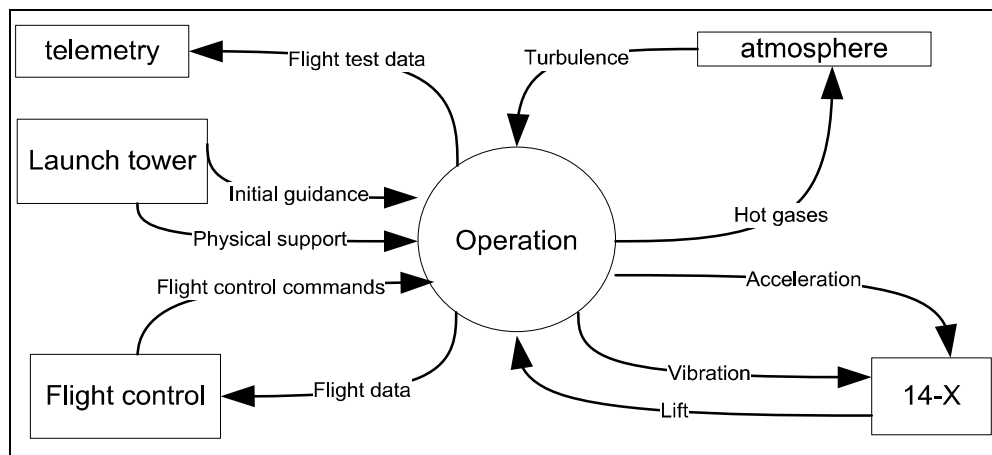 telemetry
Flight test data
Turbulence
atmosphere
Launch tower
Initial guidance
Physical support
Operation
Hot gases
Flight control commands
Acceleration
Flight control
Flight data
Vibration
Lift
14-X